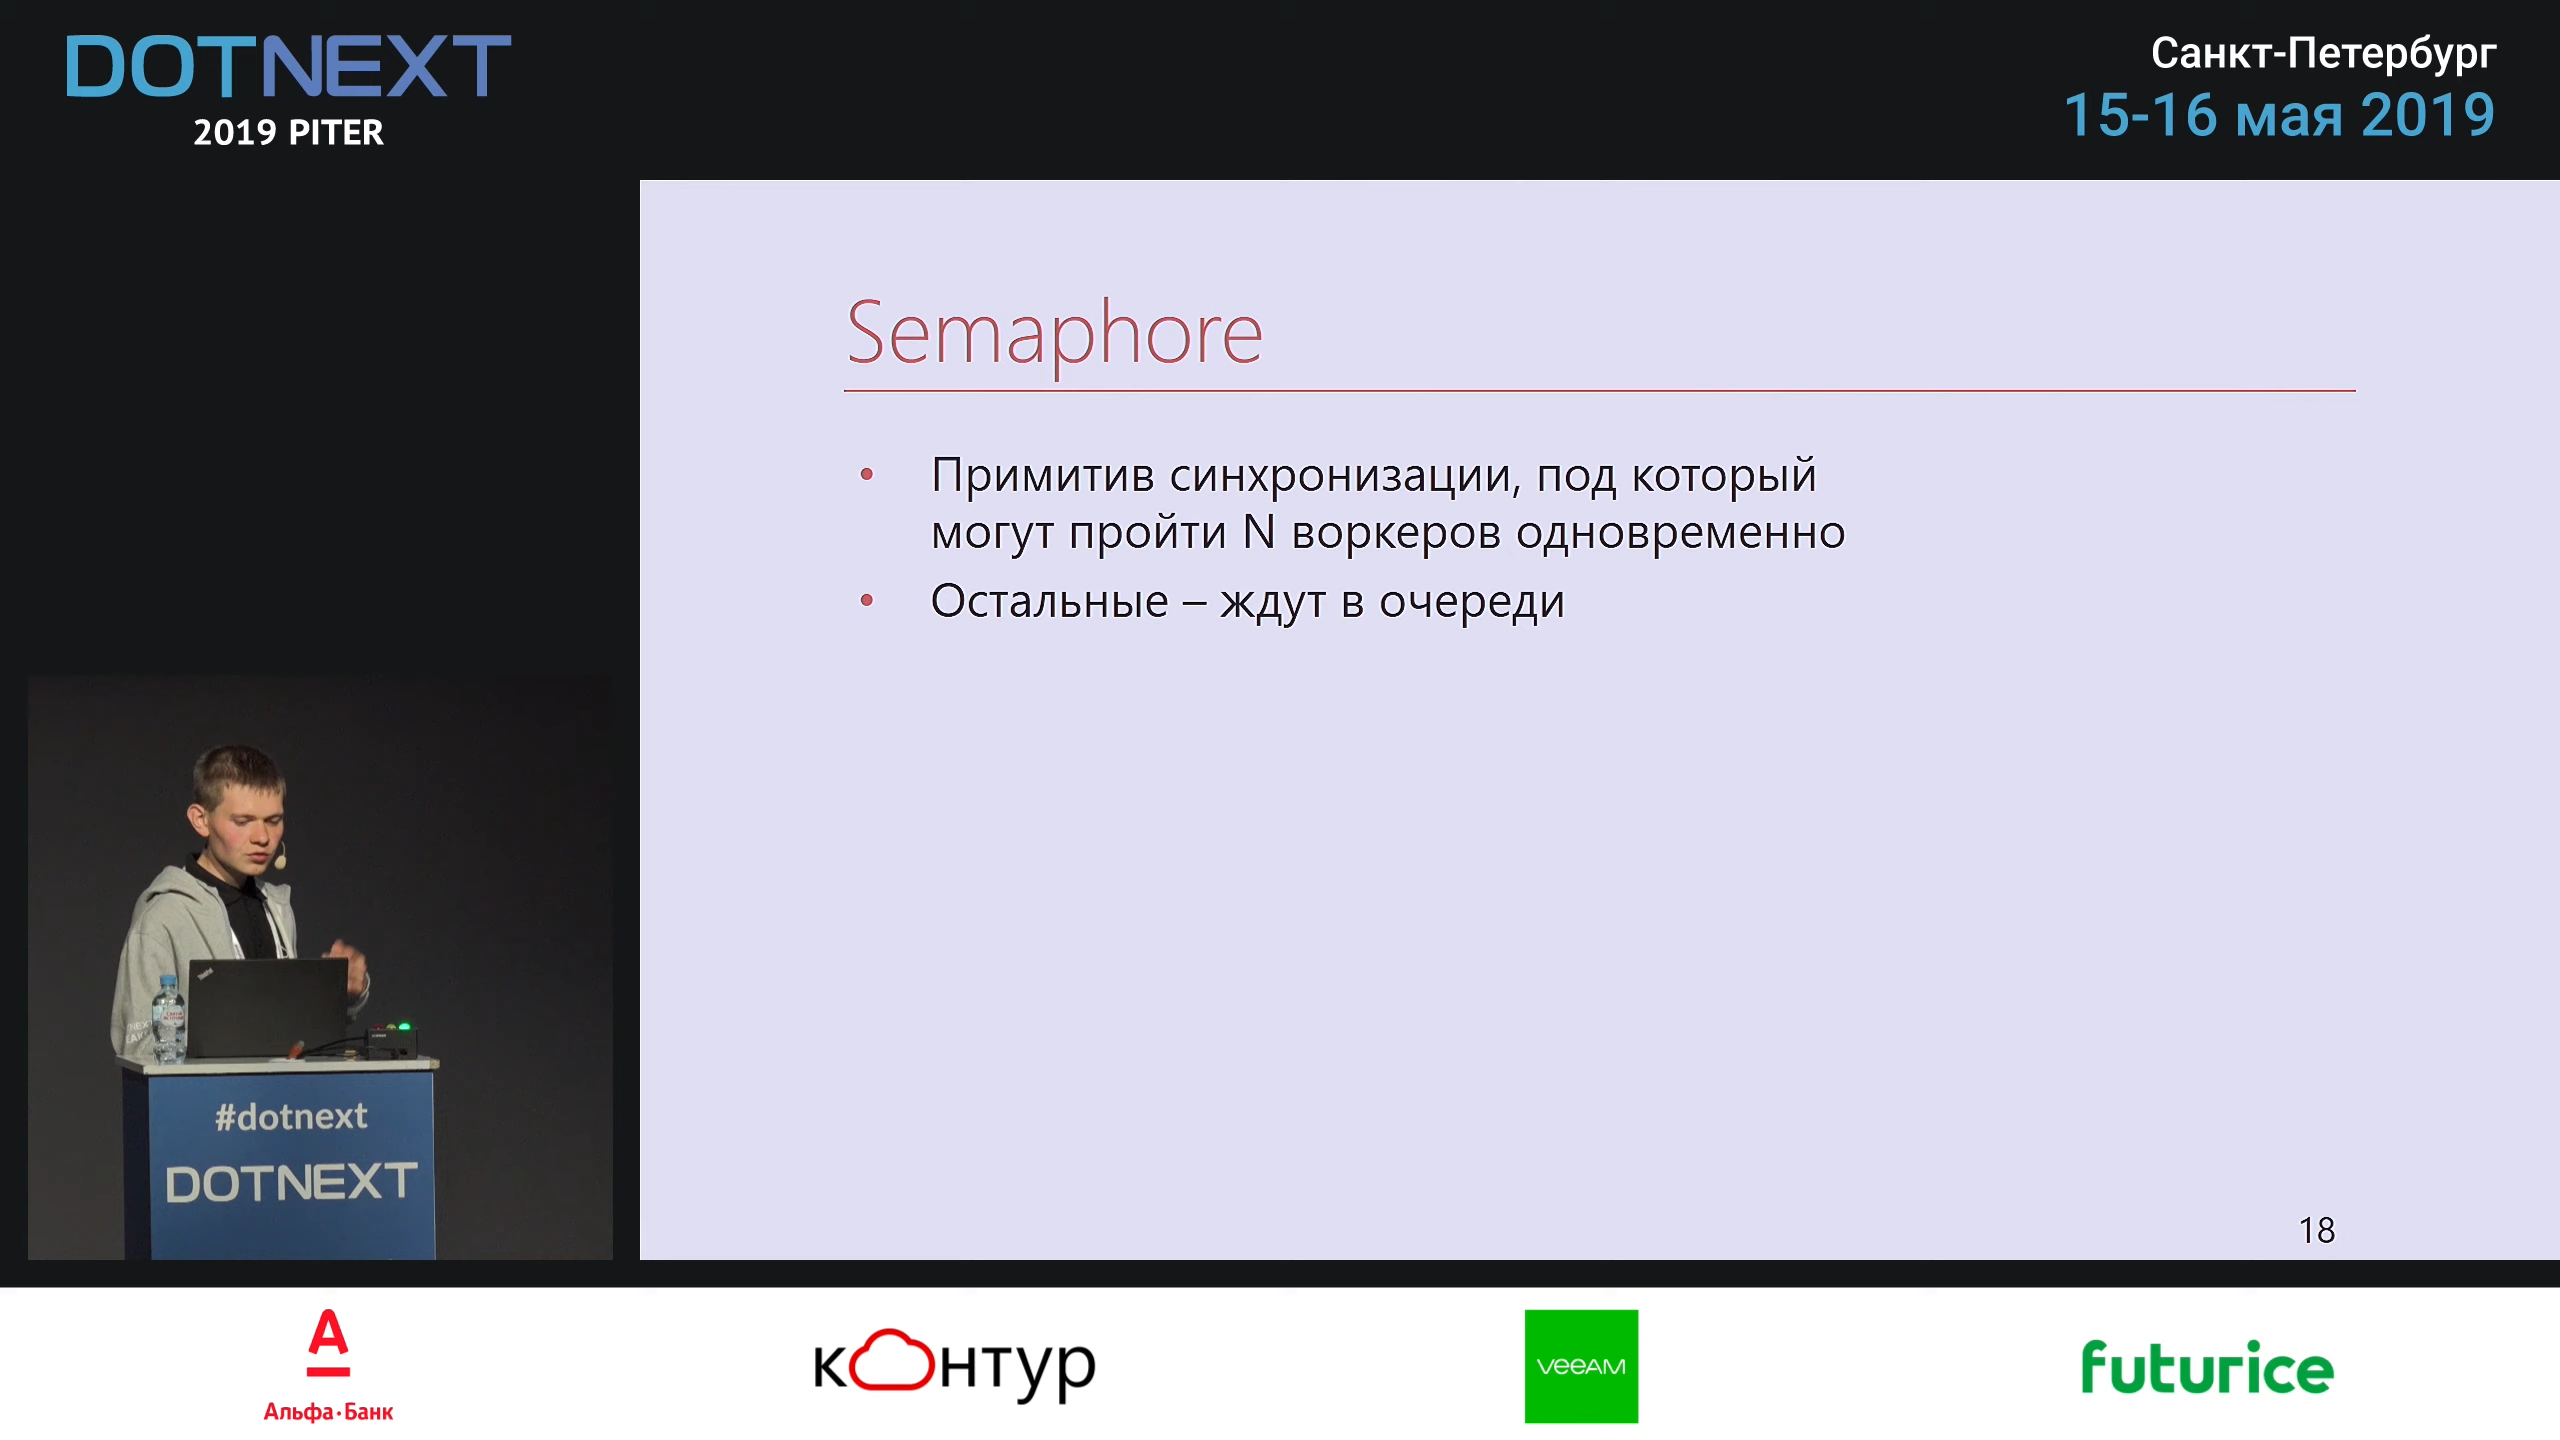 DOTNEXT
2019 PITER
Санкт-Петербург
15-16 мая 2019
Semaphore
• Примитив синхронизации, под который
могут пройти N воркеров одновременно
• Остальные – ждут в очереди
18
ThinkPad
#dotnext
DOTNEXT
А
Альфа·Банк
контур
veeam
futurice